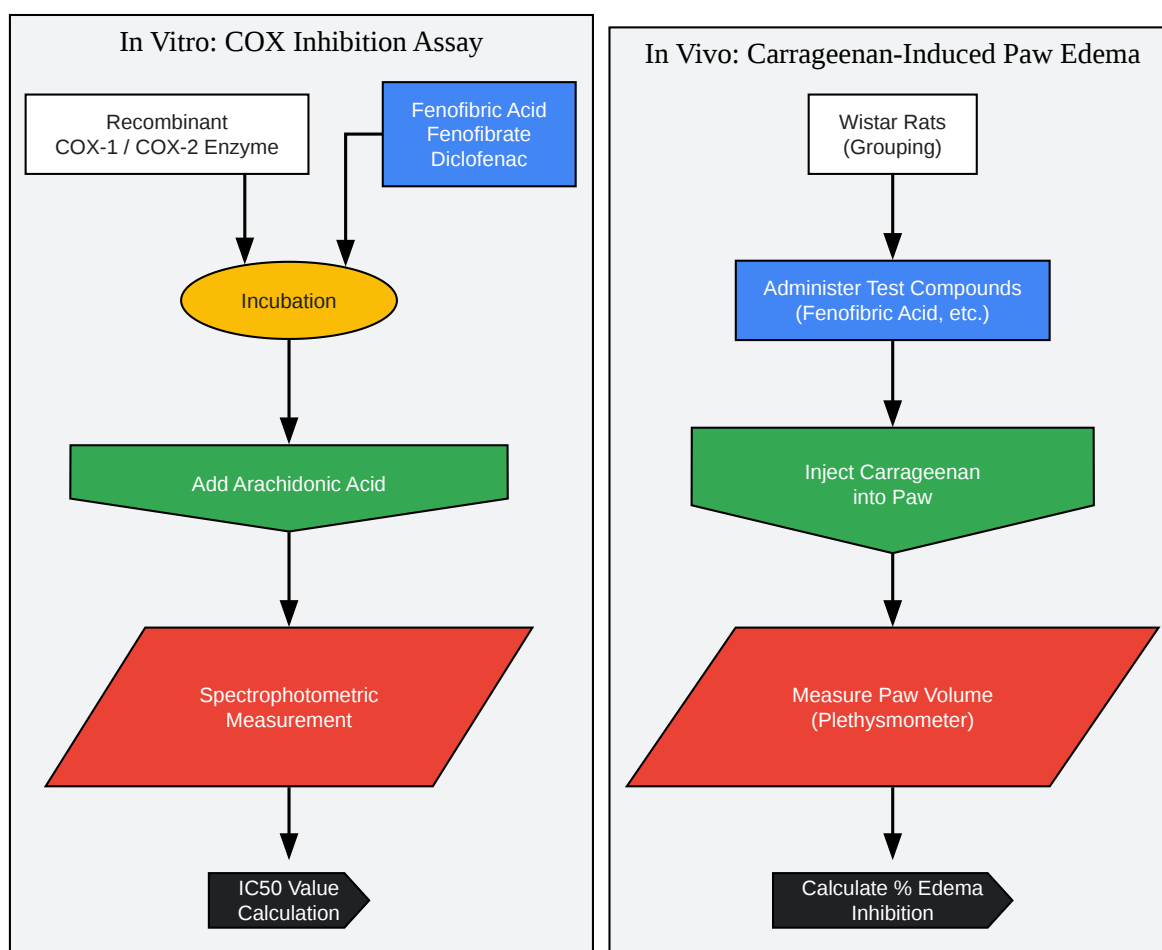 In Vitro: COX Inhibition Assay
Recombinant
COX-1 / COX-2 Enzyme
Fenofibric Acid
Fenofibrate
Diclofenac
Incubation
Add Arachidonic Acid
Spectrophotometric
Measurement
IC50 Value
Calculation
In Vivo: Carrageenan-Induced Paw Edema
Wistar Rats
(Grouping)
Administer Test Compounds
(Fenofibric Acid, etc.)
Inject Carrageenan
into Paw
Measure Paw Volume
(Plethysmometer)
Calculate % Edema
Inhibition